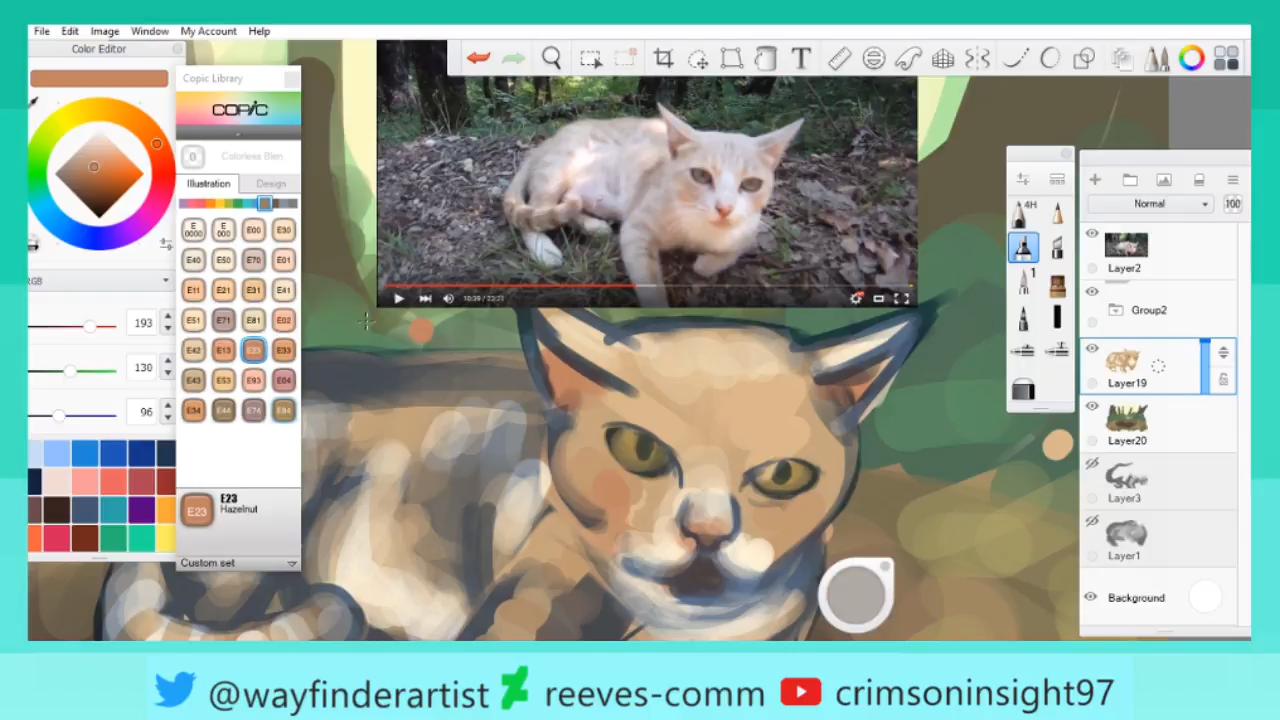 File Edit Image Window My Account Help
Color Editor
Copic Library
COPIC
0 Colorless Blen
Illustration Design
E0000 E000 E00 E30
E40 E50 E70 E01
E11 E21 E31 E41
E51 E71 E81 E02
E42 E13 E23 E33
E43 E53 E93 E04
E34 E44 E74 E84
RGB
193
130
96
E23
E23
Hazelnut
Custom set
T
4H
1
Normal 100
Layer2
Group2
Layer19
Layer20
Layer3
Layer1
Background
@wayfinderartist reeves-comm crimsoninsight97